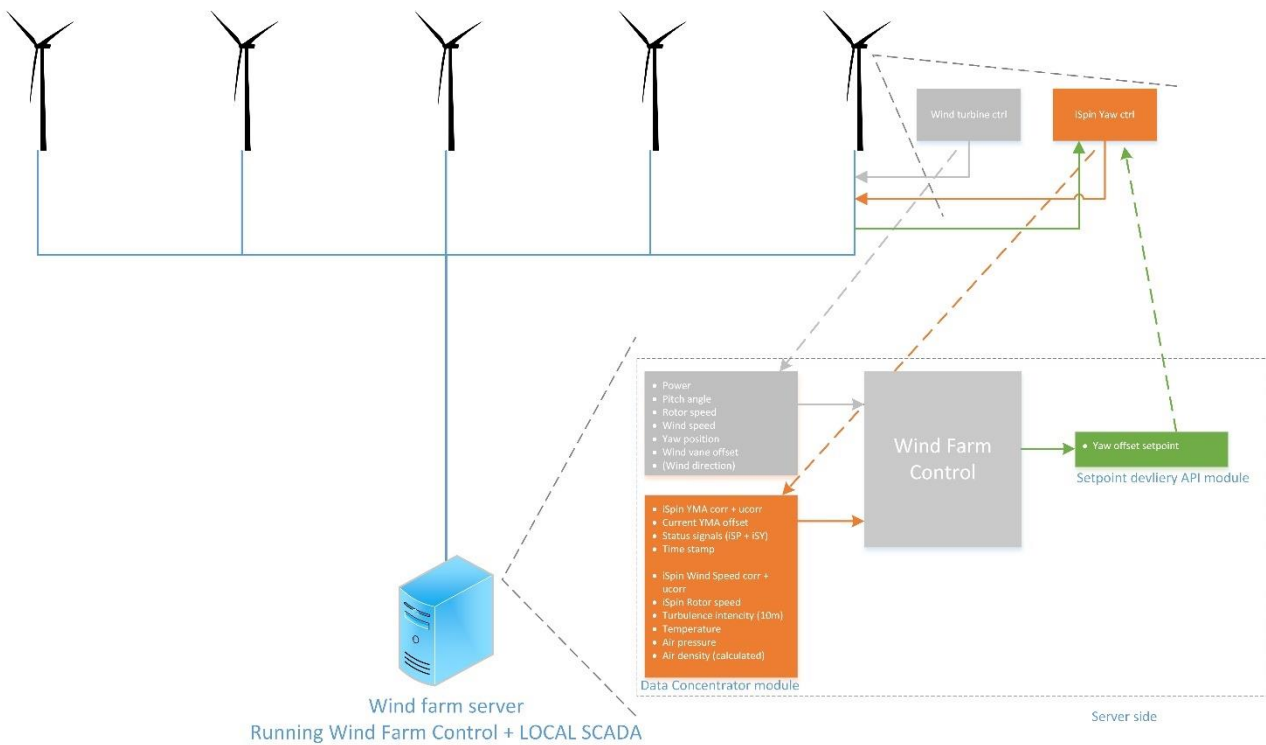 Wind turbine ctrl
iSpin Yaw ctrl
• Power
• Pitch angle
• Rotor speed
• Wind speed
• Yaw position
• Wind vane offset
• (Wind direction)
Wind Farm
Control
• Yaw offset setpoint
Setpoint devliery API module
• iSpin YMA corr + ucorr
• Current YMA offset
• Status signals (iSP + iSY)
• Time stamp
• iSpin Wind Speed corr +
ucorr
• iSpin Rotor speed
• Turbulence intencity (10m)
• Temperature
• Air pressure
• Air density (calculated)
Data Concentrator module
Wind farm server
Running Wind Farm Control + LOCAL SCADA
Server side